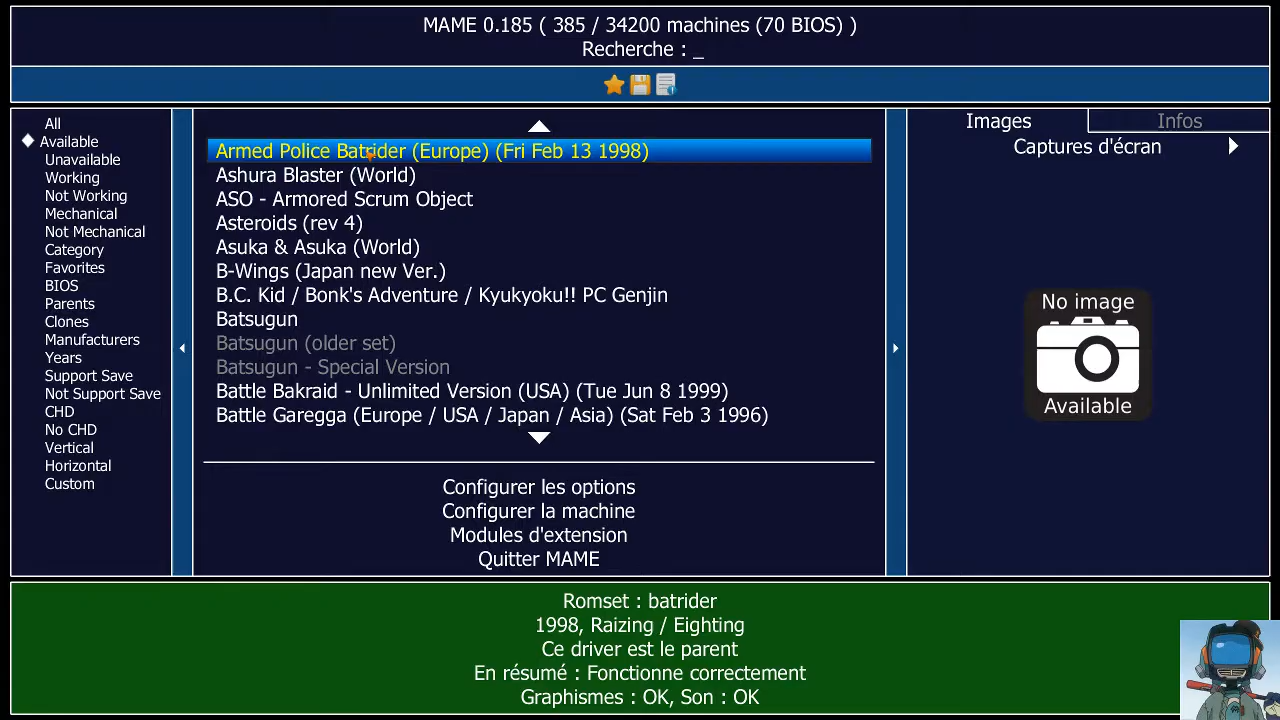 MAME 0.185 ( 385 / 34200 machines (70 BIOS) )
Recherche : _
All
Available
Unavailable
Working
Not Working
Mechanical
Not Mechanical
Category
Favorites
BIOS
Parents
Clones
Manufacturers
Years
Support Save
Not Support Save
CHD
No CHD
Vertical
Horizontal
Custom
Armed Police Batrider (Europe) (Fri Feb 13 1998)
Ashura Blaster (World)
ASO - Armored Scrum Object
Asteroids (rev 4)
Asuka & Asuka (World)
B-Wings (Japan new Ver.)
B.C. Kid / Bonk's Adventure / Kyukyoku!! PC Genjin
Batsugun
Batsugun (older set)
Batsugun - Special Version
Battle Bakraid - Unlimited Version (USA) (Tue Jun 8 1999)
Battle Garegga (Europe / USA / Japan / Asia) (Sat Feb 3 1996)
Configurer les options
Configurer la machine
Modules d'extension
Quitter MAME
Images
Infos
Captures d'écran
No image
Available
Romset : batrider
1998, Raizing / Eighting
Ce driver est le parent
En résumé : Fonctionne correctement
Graphismes : OK, Son : OK